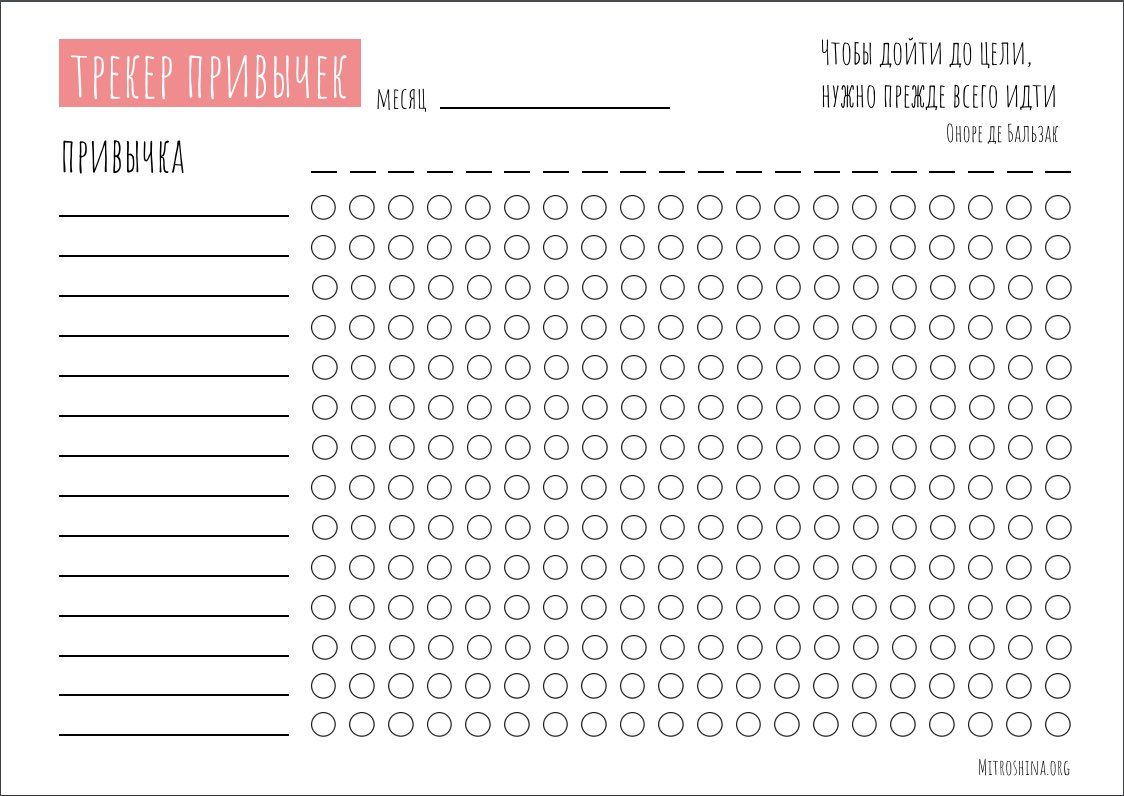 ТРЕКЕР ПРИВЫЧЕК
МЕСЯЦ
Чтобы дойти до цели,
нужно прежде всего идти
Оноре де Бальзак
ПРИВЫЧКА
Mitroshina.org